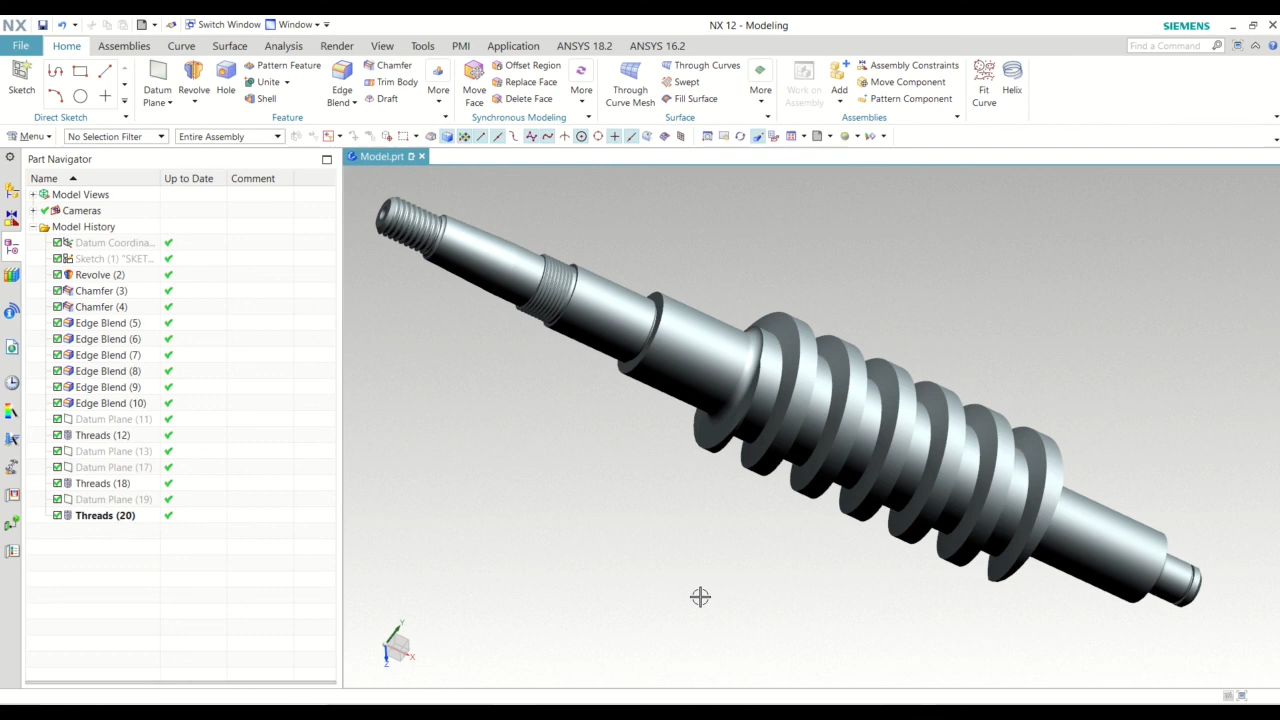 NX
Switch Window
Window
NX 12 - Modeling
SIEMENS
File Home Assemblies Curve Surface Analysis Render View Tools PMI Application ANSYS 18.2 ANSYS 16.2
Find a Command
Sketch
Direct Sketch
Datum Plane
Revolve
Hole
Pattern Feature
Unite
Shell
Edge Blend
Chamfer
Trim Body
Draft
More
Feature
Move Face
Offset Region
Replace Face
Delete Face
More
Synchronous Modeling
Through Curve Mesh
Through Curves
Swept
Fill Surface
More
Surface
Work on Assembly
Add
Assembly Constraints
Move Component
Pattern Component
Assemblies
Fit Curve
Helix
Menu
No Selection Filter
Entire Assembly
Part Navigator
Model.prt
Name Up to Date Comment
Model Views
Cameras
Model History
Datum Coordina...
Sketch (1) "SKET...
Revolve (2)
Chamfer (3)
Chamfer (4)
Edge Blend (5)
Edge Blend (6)
Edge Blend (7)
Edge Blend (8)
Edge Blend (9)
Edge Blend (10)
Datum Plane (11)
Threads (12)
Datum Plane (13)
Datum Plane (17)
Threads (18)
Datum Plane (19)
Threads (20)
Y
X
Z